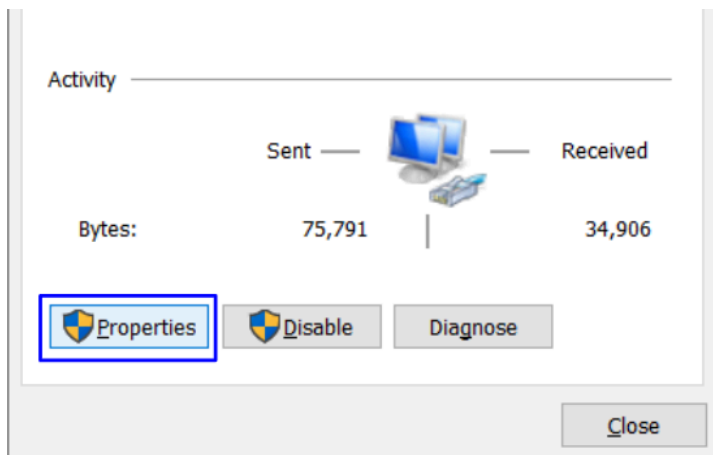 Activity
Sent Received
Bytes: 75,791 34,906
Properties Disable Diagnose
Close